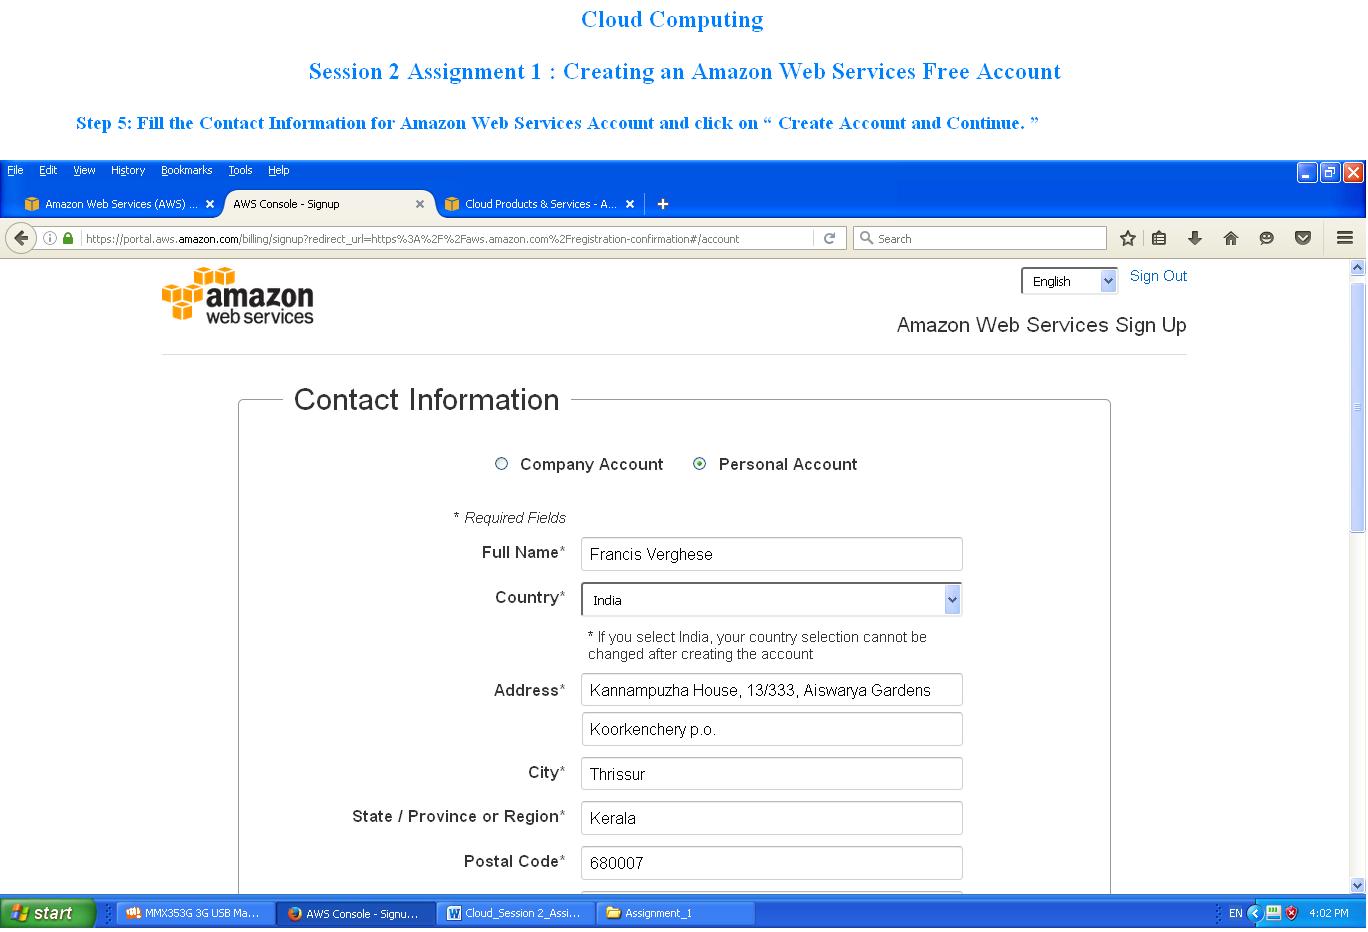 Cloud Computing
Session 2 Assignment 1 : Creating an Amazon Web Services Free Account
Step 5: Fill the Contact Information for Amazon Web Services Account and click on “ Create Account and Continue. ”
File Edit View History Bookmarks Tools Help
Amazon Web Services (AWS) ... AWS Console - Signup Cloud Products & Services - A...
https://portal.aws.amazon.com/billing/signup?redirect_url=https%3A%2F%2Faws.amazon.com%2Fregistration-confirmation#/account Search
amazon
web services
English Sign Out
Amazon Web Services Sign Up
Contact Information
Company Account Personal Account
* Required Fields
Full Name* Francis Verghese
Country* India
* If you select India, your country selection cannot be
changed after creating the account
Address* Kannampuzha House, 13/333, Aiswarya Gardens
Koorkenchery p.o.
City* Thrissur
State / Province or Region* Kerala
Postal Code* 680007
start MMX353G 3G USB Ma... AWS Console - Signu... Cloud_Session 2_Assi... Assignment_1 EN 4:02 PM